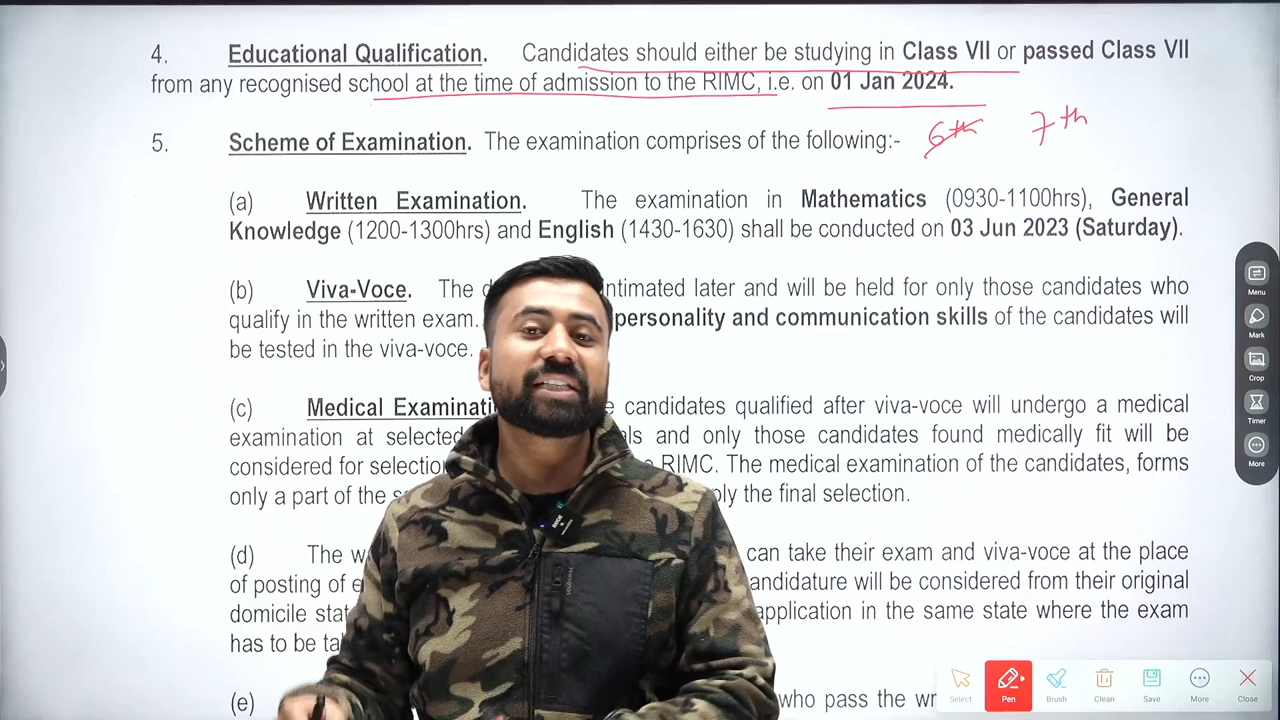 4. Educational Qualification. Candidates should either be studying in Class VII or passed Class VII
from any recognised school at the time of admission to the RIMC, i.e. on 01 Jan 2024.
6th 7th
5. Scheme of Examination. The examination comprises of the following:-
(a) Written Examination. The examination in Mathematics (0930-1100hrs), General
Knowledge (1200-1300hrs) and English (1430-1630) shall be conducted on 03 Jun 2023 (Saturday).
(b) Viva-Voce. The intimated later and will be held for only those candidates who
qualify in the written exam. personality and communication skills of the candidates will
be tested in the viva-voce.
(c) Medical candidates qualified after viva-voce will undergo a medical
examination at selected and only those candidates found medically fit will be
considered for RIMC. The medical examination of the candidates, forms
only a part of the the final selection.
(d) The can take their exam and viva-voce at the place
of posting of will be considered from their original
domicile application in the same state where the exam
has to be
(e) who pass the
Menu
Mark
Crop
Timer
More
Select Pen Brush Clean Save More Close